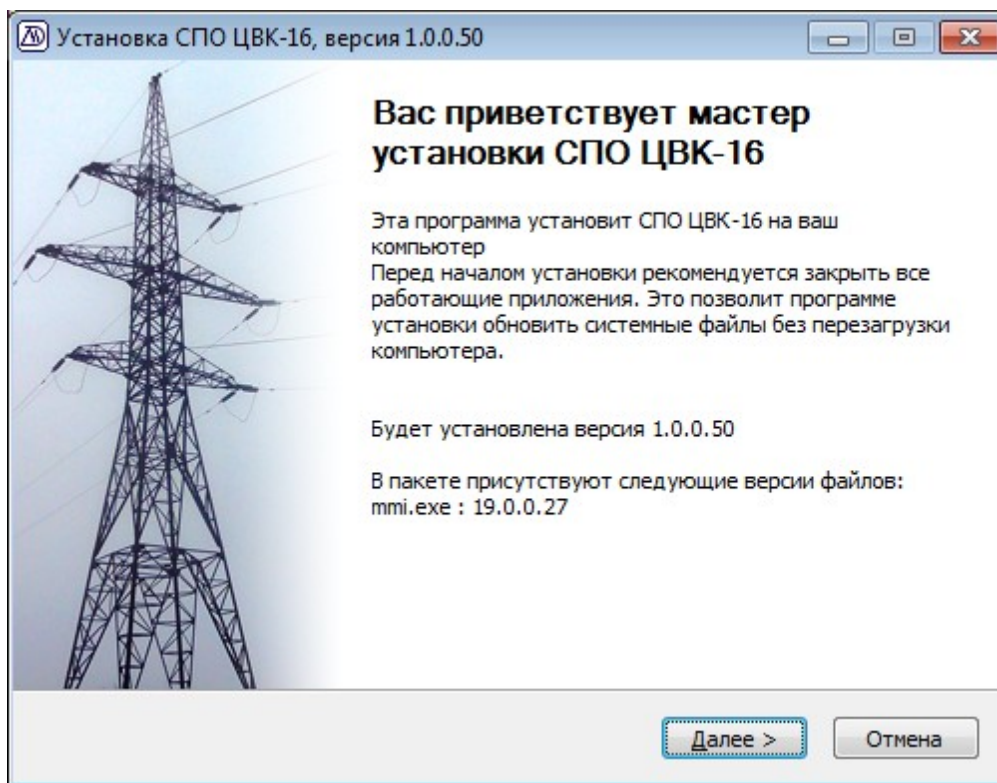 Установка СПО ЦВК-16, версия 1.0.0.50
Вас приветствует мастер
установки СПО ЦВК-16
Эта программа установит СПО ЦВК-16 на ваш
компьютер
Перед началом установки рекомендуется закрыть все
работающие приложения. Это позволит программе
установки обновить системные файлы без перезагрузки
компьютера.
Будет установлена версия 1.0.0.50
В пакете присутствуют следующие версии файлов:
mmi.exe : 19.0.0.27
Далее >
Отмена